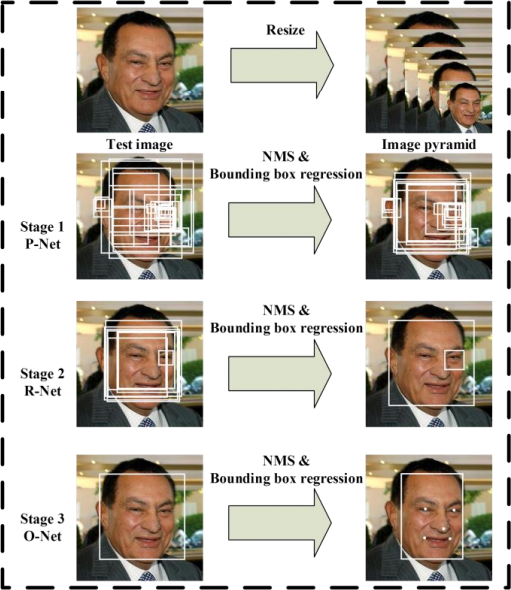 Resize
Test image
Image pyramid
NMS &
Bounding box regression
Stage 1
P-Net
NMS &
Bounding box regression
Stage 2
R-Net
NMS &
Bounding box regression
Stage 3
O-Net